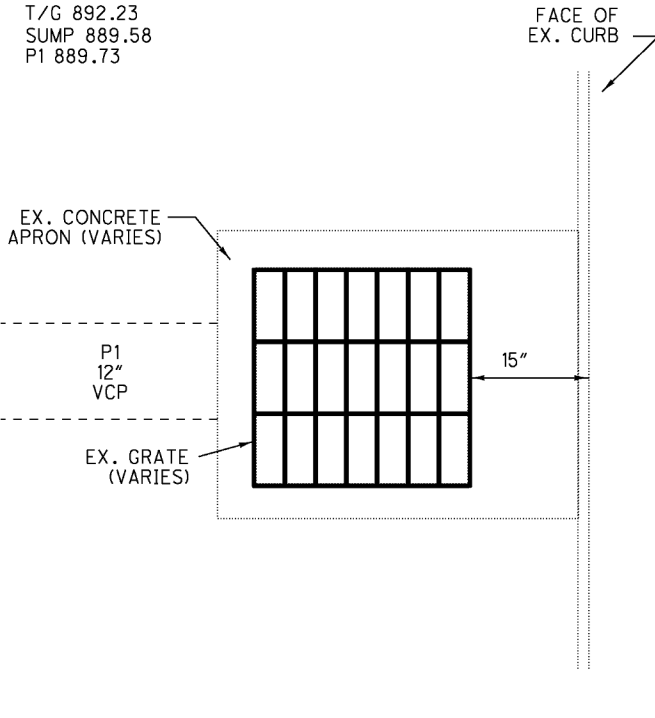 T/G 892.23
SUMP 889.58
P1 889.73
FACE OF
EX. CURB
EX. CONCRETE
APRON (VARIES)
P1
12"
VCP
15"
EX. GRATE
(VARIES)